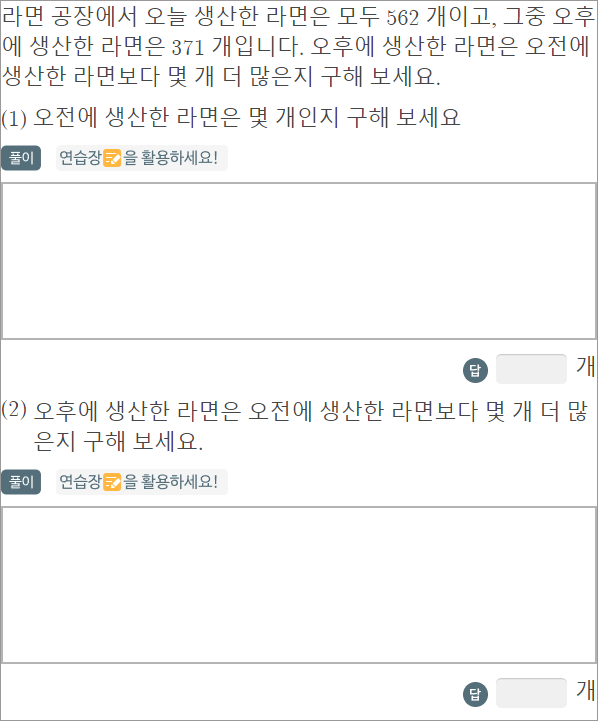 라면 공장에서 오늘 생산한 라면은 모두 562 개이고, 그중 오후
에 생산한 라면은 371 개입니다. 오후에 생산한 라면은 오전에
생산한 라면보다 몇 개 더 많은지 구해 보세요.
(1) 오전에 생산한 라면은 몇 개인지 구해 보세요
풀이 연습장을 활용하세요!
답 개
(2) 오후에 생산한 라면은 오전에 생산한 라면보다 몇 개 더 많
은지 구해 보세요.
풀이 연습장을 활용하세요!
답 개